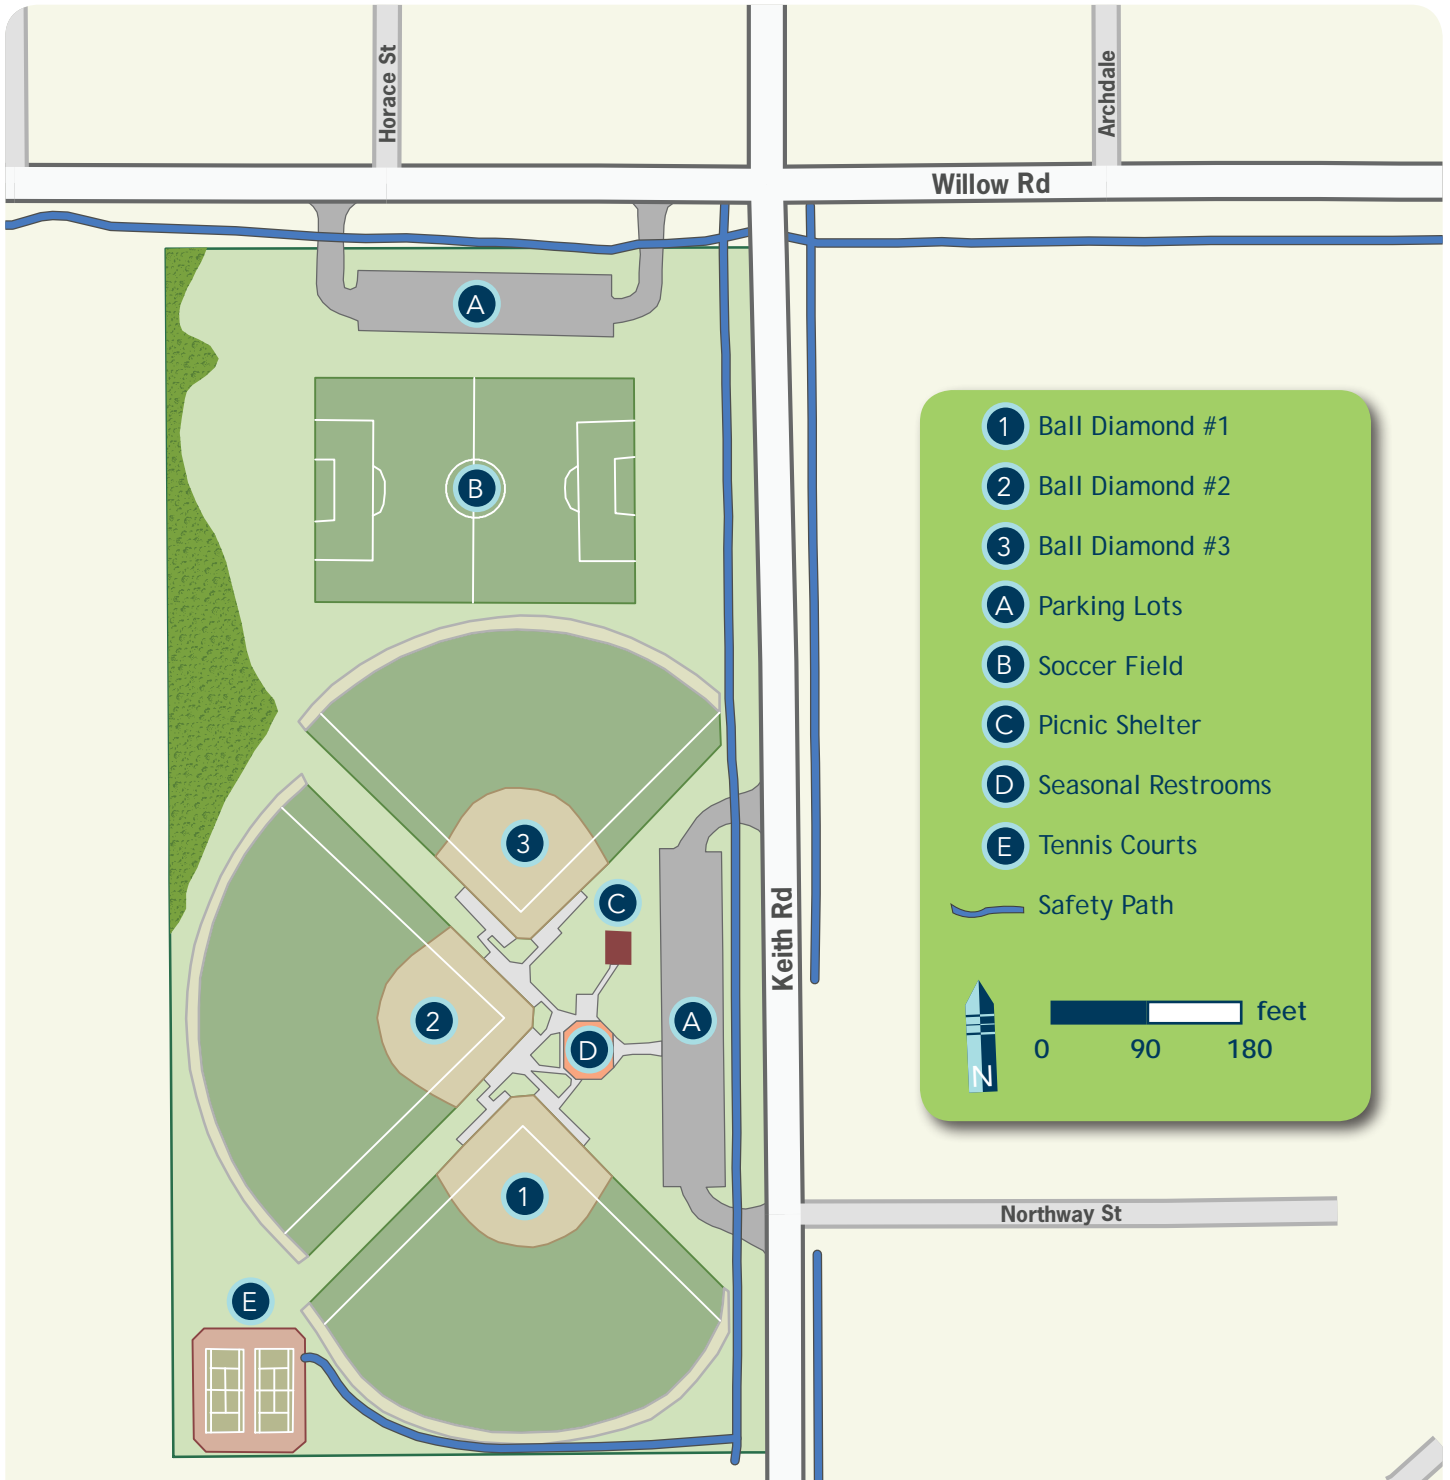 Horace St
Archdale
Willow Rd
A
B
1 Ball Diamond #1
2 Ball Diamond #2
3 Ball Diamond #3
A Parking Lots
B Soccer Field
C Picnic Shelter
D Seasonal Restrooms
E Tennis Courts
Safety Path
3
C
Keith Rd
2
A
D
feet
0 90 180
N
1
Northway St
E